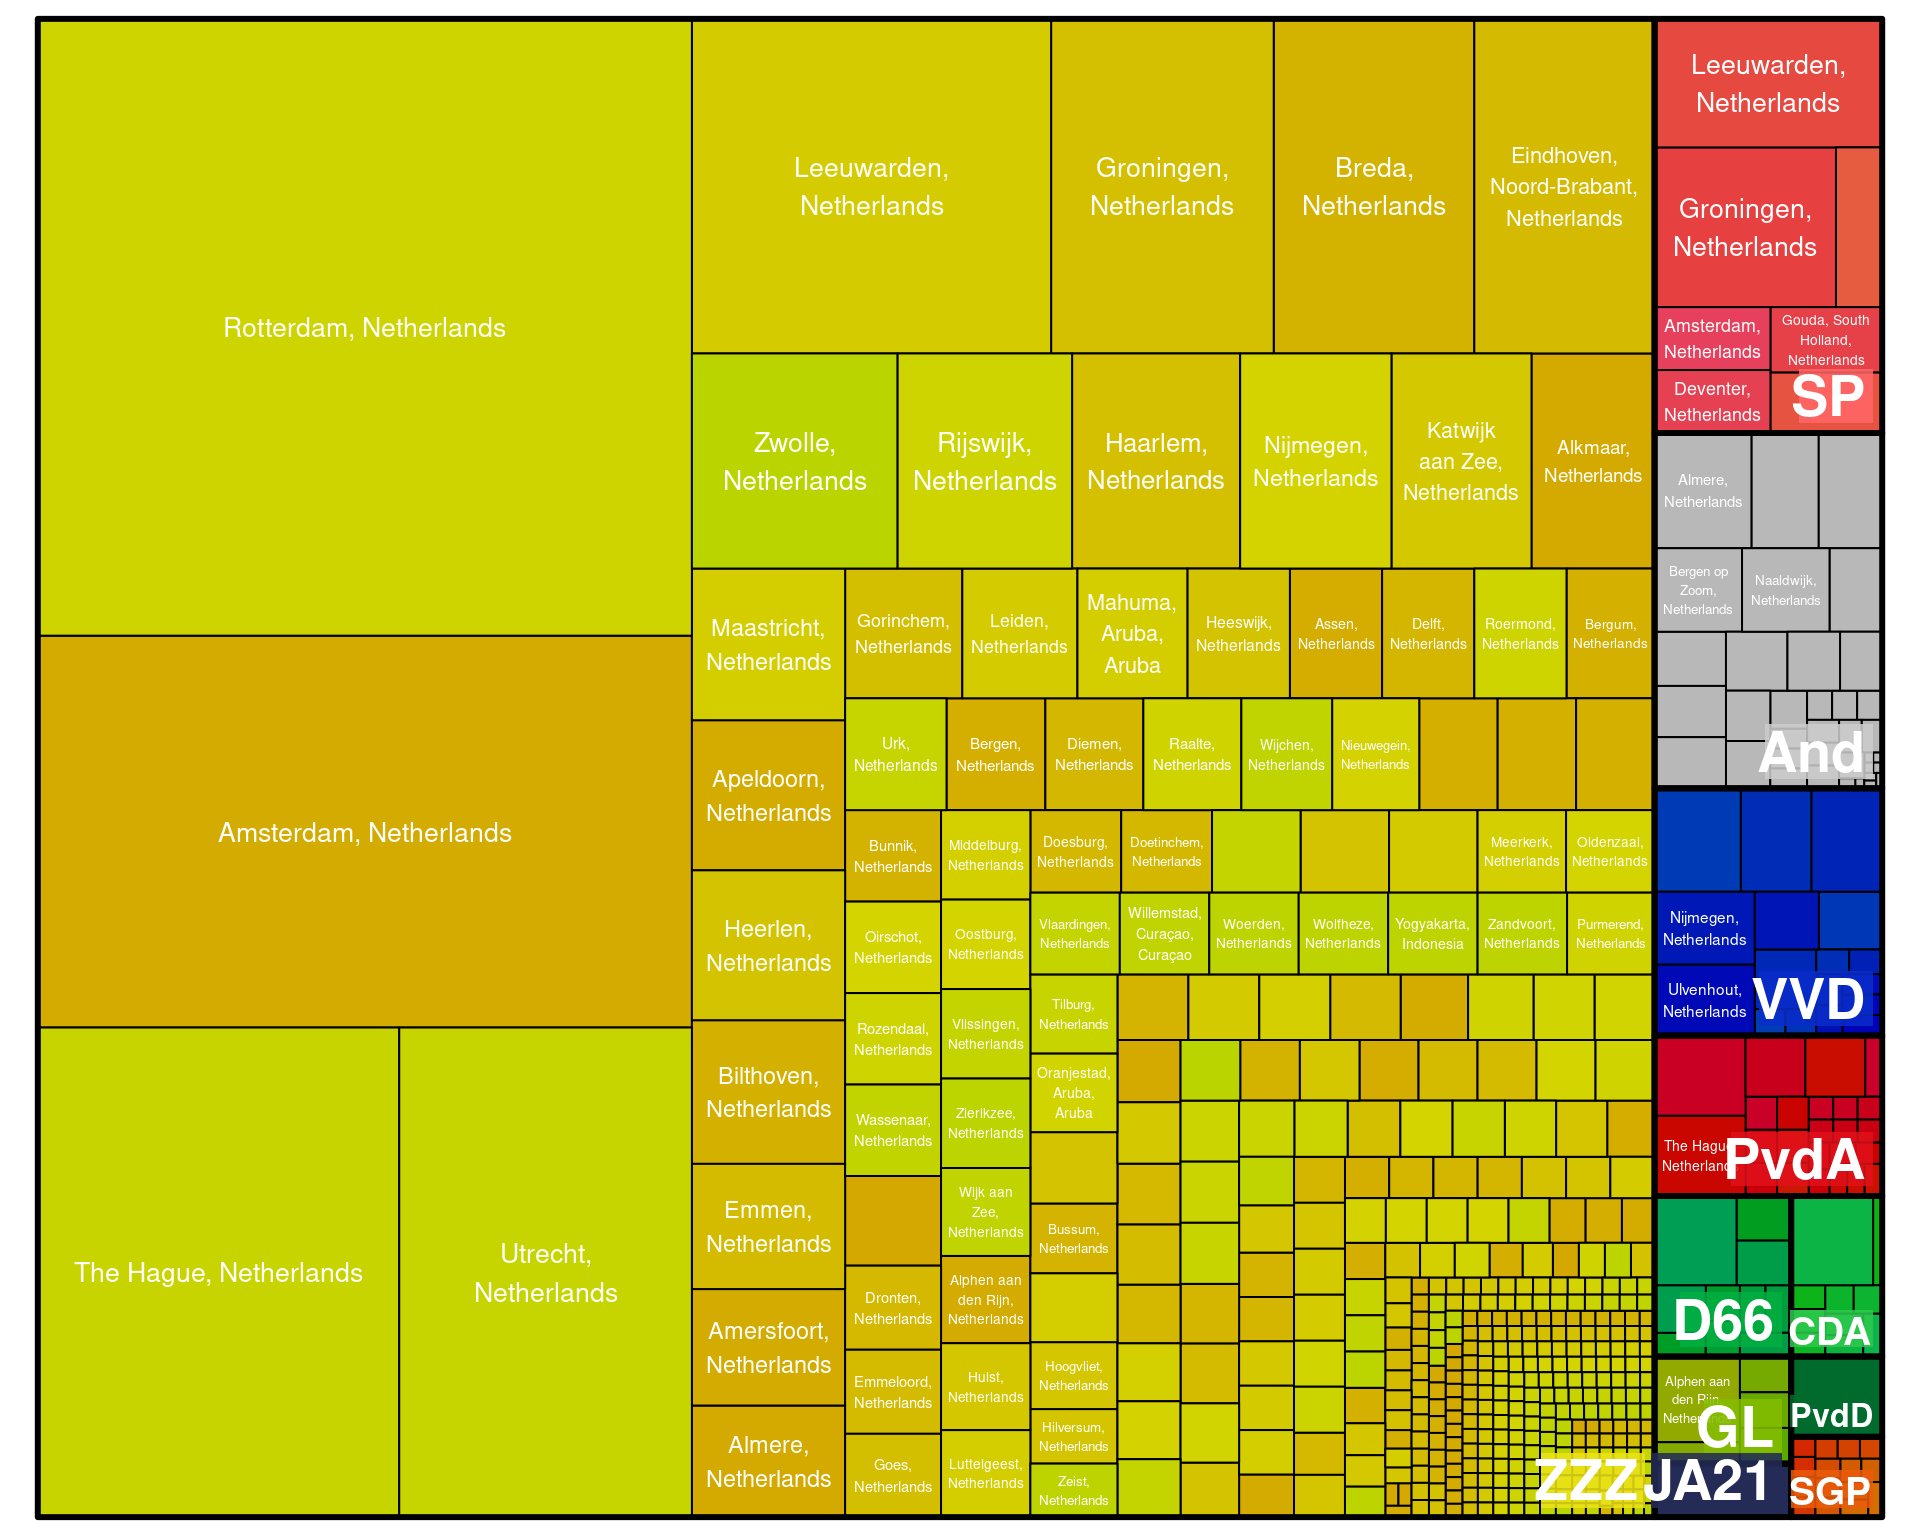 Rotterdam, Netherlands
Amsterdam, Netherlands
The Hague, Netherlands
Utrecht,
Netherlands
Leeuwarden,
Netherlands
Groningen,
Netherlands
Breda,
Netherlands
Eindhoven,
Noord-Brabant,
Netherlands
Zwolle,
Netherlands
Rijswijk,
Netherlands
Haarlem,
Netherlands
Nijmegen,
Netherlands
Katwijk
aan Zee,
Netherlands
Alkmaar,
Netherlands
Maastricht,
Netherlands
Apeldoorn,
Netherlands
Heerlen,
Netherlands
Bilthoven,
Netherlands
Emmen,
Netherlands
Amersfoort,
Netherlands
Almere,
Netherlands
Gorinchem,
Netherlands
Leiden,
Netherlands
Mahuma,
Aruba,
Aruba
Heeswijk,
Netherlands
Assen,
Netherlands
Delft,
Netherlands
Roermond,
Netherlands
Bergum,
Netherlands
Urk,
Netherlands
Bergen,
Netherlands
Diemen,
Netherlands
Raalte,
Netherlands
Wijchen,
Netherlands
Nieuwegein,
Netherlands
Bunnik,
Netherlands
Oirschot,
Netherlands
Rozendaal,
Netherlands
Wassenaar,
Netherlands
Dronten,
Netherlands
Emmeloord,
Netherlands
Goes,
Netherlands
Middelburg,
Netherlands
Oostburg,
Netherlands
Vlissingen,
Netherlands
Zierikzee,
Netherlands
Wijk aan
Zee,
Netherlands
Alphen aan
den Rijn,
Netherlands
Hulst,
Netherlands
Luttelgeest,
Netherlands
Doesburg,
Netherlands
Doetinchem,
Netherlands
Meerkerk,
Netherlands
Oldenzaal,
Netherlands
Vlaardingen,
Netherlands
Willemstad,
Curaçao,
Curaçao
Woerden,
Netherlands
Wolfheze,
Netherlands
Yogyakarta,
Indonesia
Zandvoort,
Netherlands
Purmerend,
Netherlands
Tilburg,
Netherlands
Oranjestad,
Aruba,
Aruba
Bussum,
Netherlands
Hoogvliet,
Netherlands
Hilversum,
Netherlands
Zeist,
Netherlands
ZZZ
Leeuwarden,
Netherlands
Groningen,
Netherlands
Amsterdam,
Netherlands
Deventer,
Netherlands
Gouda, South
Holland,
Netherlands
SP
Almere,
Netherlands
Bergen op
Zoom,
Netherlands
Naaldwijk,
Netherlands
And
Nijmegen,
Netherlands
Ulvenhout,
Netherlands
VVD
The Hague,
Netherlands
PvdA
D66
CDA
Alphen aan
den Rijn,
GL
PvdD
JA21
SGP